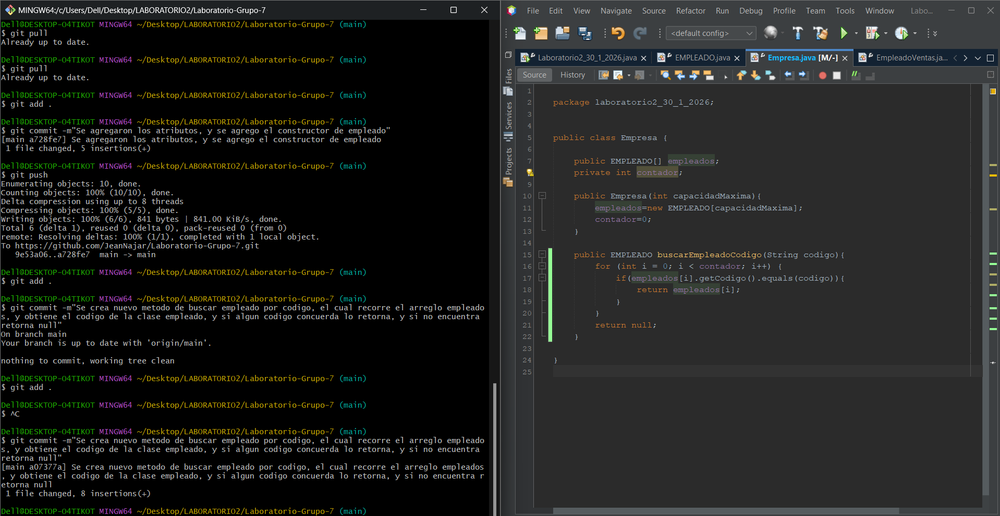 MINGW64:/c/Users/Dell/Desktop/LABORATORIO2/Laboratorio-Grupo-7
Dell@DESKTOP-O4TIKOT MINGW64 ~/Desktop/LABORATORIO2/Laboratorio-Grupo-7 (main)
$ git pull
Already up to date.
Dell@DESKTOP-O4TIKOT MINGW64 ~/Desktop/LABORATORIO2/Laboratorio-Grupo-7 (main)
$ git pull
Already up to date.
Dell@DESKTOP-O4TIKOT MINGW64 ~/Desktop/LABORATORIO2/Laboratorio-Grupo-7 (main)
$ git add .
Dell@DESKTOP-O4TIKOT MINGW64 ~/Desktop/LABORATORIO2/Laboratorio-Grupo-7 (main)
$ git commit -m"Se agregaron los atributos, y se agrego el constructor de empleado"
[main a728fe7] Se agregaron los atributos, y se agrego el constructor de empleado
1 file changed, 5 insertions(+)
Dell@DESKTOP-O4TIKOT MINGW64 ~/Desktop/LABORATORIO2/Laboratorio-Grupo-7 (main)
$ git push
Enumerating objects: 10, done.
Counting objects: 100% (10/10), done.
Delta compression using up to 8 threads
Compressing objects: 100% (5/5), done.
Writing objects: 100% (6/6), 841 bytes | 841.00 KiB/s, done.
Total 6 (delta 1), reused 0 (delta 0), pack-reused 0 (from 0)
remote: Resolving deltas: 100% (1/1), completed with 1 local object.
To https://github.com/JeanNajar/Laboratorio-Grupo-7.git
9e53a06..a728fe7  main -> main
Dell@DESKTOP-O4TIKOT MINGW64 ~/Desktop/LABORATORIO2/Laboratorio-Grupo-7 (main)
$ git add .
Dell@DESKTOP-O4TIKOT MINGW64 ~/Desktop/LABORATORIO2/Laboratorio-Grupo-7 (main)
$ git commit -m"Se crea nuevo metodo de buscar empleado por codigo, el cual recorre el arreglo emplead
s, y obtiene el codigo de la clase empleado, y si algun codigo concuerda lo retorna, y si no encuentra
retorna null"
On branch main
Your branch is up to date with 'origin/main'.
nothing to commit, working tree clean
Dell@DESKTOP-O4TIKOT MINGW64 ~/Desktop/LABORATORIO2/Laboratorio-Grupo-7 (main)
$ git add .
Dell@DESKTOP-O4TIKOT MINGW64 ~/Desktop/LABORATORIO2/Laboratorio-Grupo-7 (main)
$ ^C
Dell@DESKTOP-O4TIKOT MINGW64 ~/Desktop/LABORATORIO2/Laboratorio-Grupo-7 (main)
$ git commit -m"Se crea nuevo metodo de buscar empleado por codigo, el cual recorre el arreglo emplead
s, y obtiene el codigo de la clase empleado, y si algun codigo concuerda lo retorna, y si no encuentra
retorna null"
[main a07377a] Se crea nuevo metodo de buscar empleado por codigo, el cual recorre el arreglo empleados
, y obtiene el codigo de la clase empleado, y si algun codigo concuerda lo retorna, y si no encuentra r
etorna null
1 file changed, 8 insertions(+)
Dell@DESKTOP-O4TIKOT MINGW64 ~/Desktop/LABORATORIO2/Laboratorio-Grupo-7 (main)
File Edit View Navigate Source Refactor Run Debug Profile Team Tools Window Labo...
<default config>
Laboratorio2_30_1_2026.java EMPLEADO.java Empresa.java [M/-] EmpleadoVentas.ja...
Source History
Files
Services
Projects
1
2 package laboratorio2_30_1_2026;
3
4
5 public class Empresa {
6
7 public EMPLEADO[] empleados;
private int contador;
9
10 public Empresa(int capacidadMaxima){
11 empleados=new EMPLEADO[capacidadMaxima];
12 contador=0;
13 }
14
15 public EMPLEADO buscarEmpleadoCodigo(String codigo){
16 for (int i = 0; i < contador; i++) {
17 if(empleados[i].getCodigo().equals(codigo)){
18 return empleados[i];
19 }
20 }
21 return null;
22 }
23
24 }
25